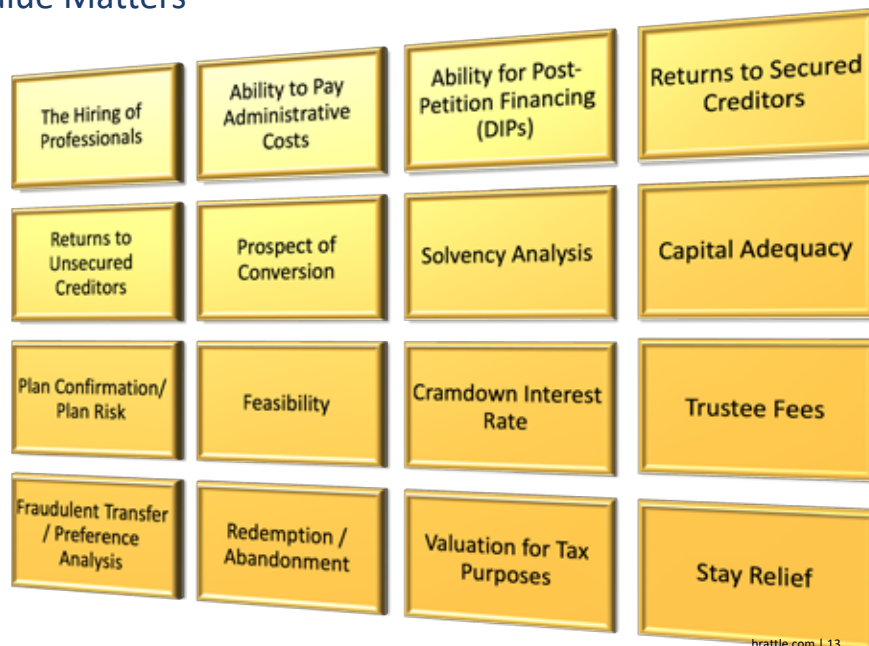 Matters
The Hiring of
Professionals
Ability to Pay
Administrative
Costs
Ability for Post-
Petition Financing
(DIPs)
Returns to Secured
Creditors
Returns to
Unsecured
Creditors
Prospect of
Conversion
Solvency Analysis
Capital Adequacy
Plan Confirmation/
Plan Risk
Feasibility
Cramdown Interest
Rate
Trustee Fees
Fraudulent Transfer
/ Preference
Analysis
Redemption /
Abandonment
Valuation for Tax
Purposes
Stay Relief
brattle.com | 13